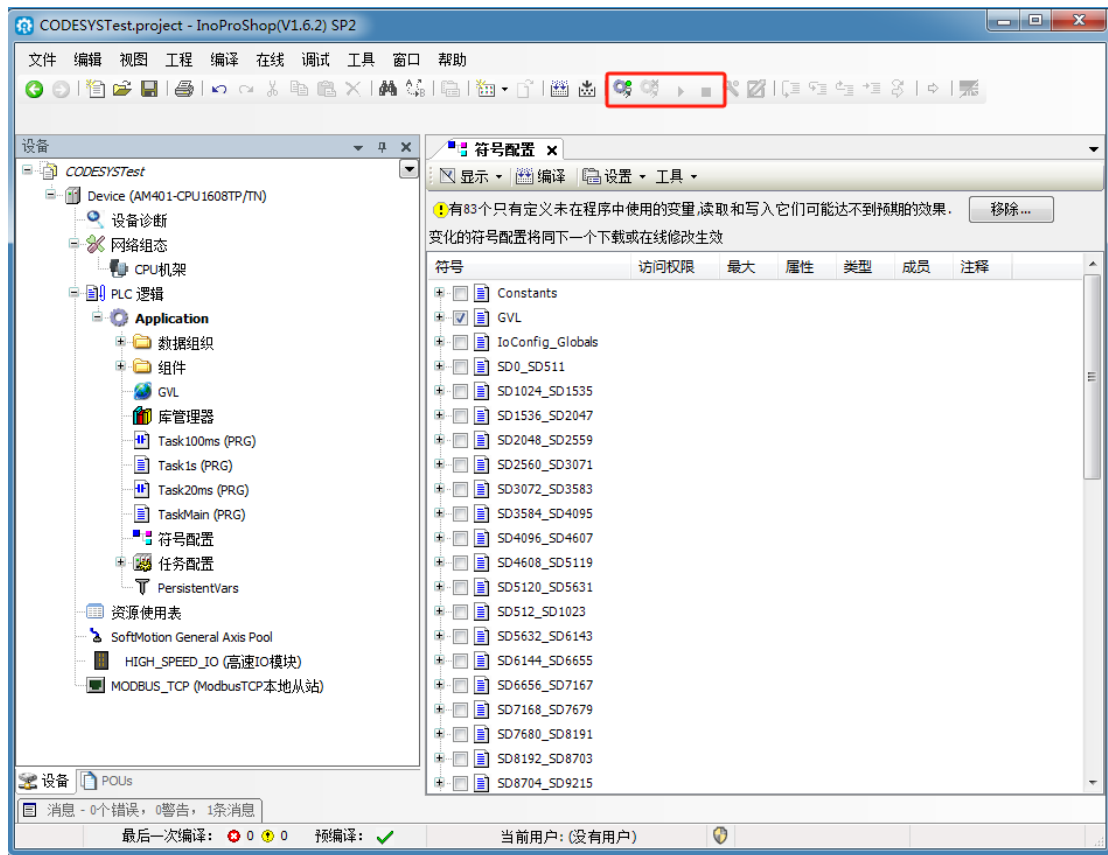 CODESYSTest.project - InoProShop(V1.6.2) SP2
文件 编辑 视图 工程 编译 在线 调试 工具 窗口 帮助
设备
CODESYSTest
Device (AM401-CPU1608TP/TN)
设备诊断
网络组态
CPU机架
PLC 逻辑
Application
数据组织
组件
GVL
库管理器
Task100ms (PRG)
Task1s (PRG)
Task20ms (PRG)
TaskMain (PRG)
符号配置
任务配置
PersistentVars
资源使用表
SoftMotion General Axis Pool
HIGH_SPEED_IO (高速IO模块)
MODBUS_TCP (ModbusTCP本地从站)
设备 POUs
符号配置
显示 编译 设置 工具
有83个只有定义未在程序中使用的变量,读取和写入它们可能达不到预期的效果. 移除...
变化的符号配置将同下一个下载或在线修改生效
符号 访问权限 最大 属性 类型 成员 注释
Constants
GVL
IoConfig_Globals
SD0_SD511
SD1024_SD1535
SD1536_SD2047
SD2048_SD2559
SD2560_SD3071
SD3072_SD3583
SD3584_SD4095
SD4096_SD4607
SD4608_SD5119
SD5120_SD5631
SD512_SD1023
SD5632_SD6143
SD6144_SD6655
SD6656_SD7167
SD7168_SD7679
SD7680_SD8191
SD8192_SD8703
SD8704_SD9215
消息 - 0个错误，0警告，1条消息
最后一次编译： 0 0 预编译： 当前用户: (没有用户)